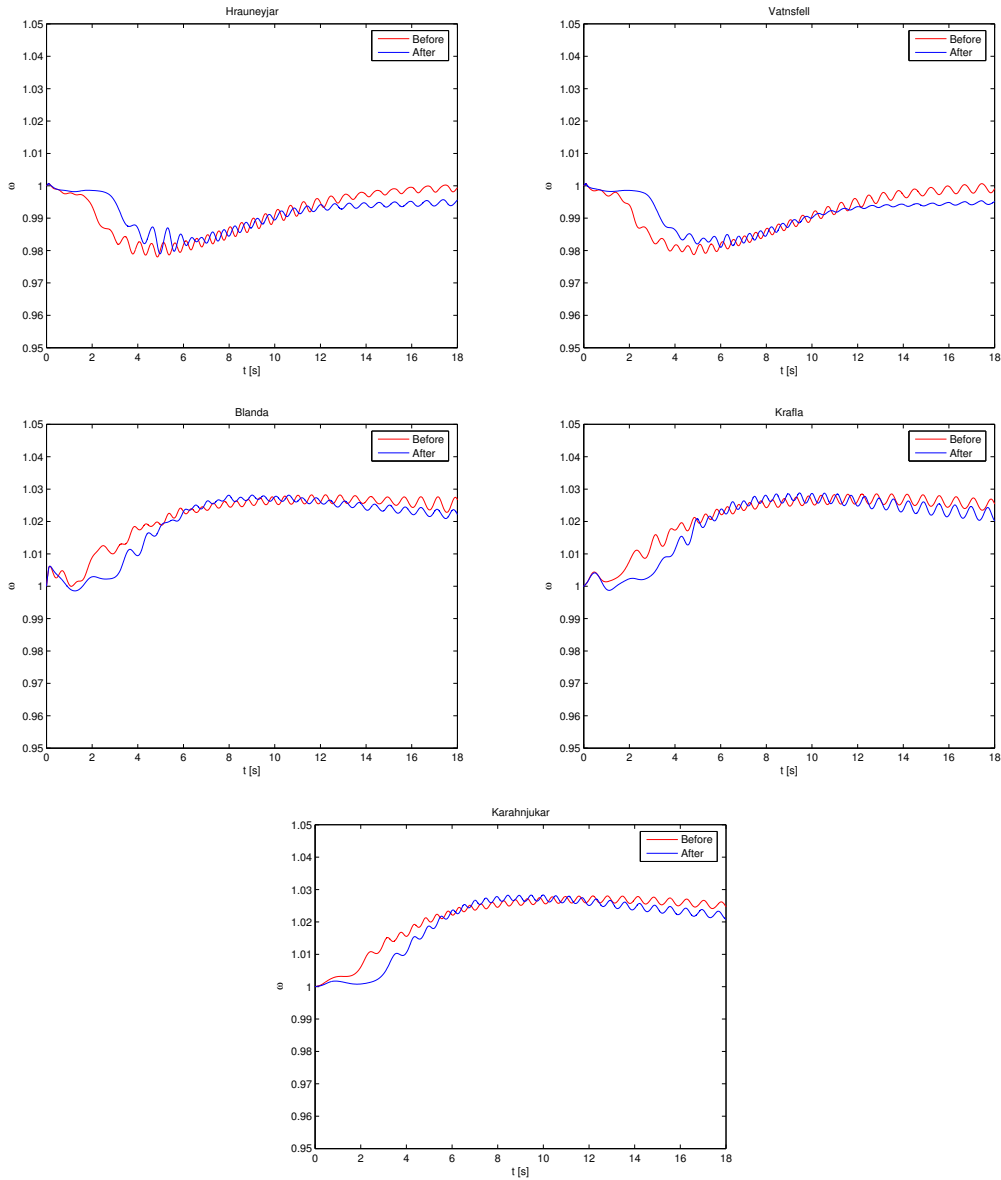 Hrauneyjar
1.05
1.04
1.03
1.02
1.01
1
0.99
0.98
0.97
0.96
0.95
ω
0 2 4 6 8 10 12 14 16 18
t [s]
Before
After
Vatnsfell
1.05
1.04
1.03
1.02
1.01
1
0.99
0.98
0.97
0.96
0.95
ω
0 2 4 6 8 10 12 14 16 18
t [s]
Before
After
Blanda
1.05
1.04
1.03
1.02
1.01
1
0.99
0.98
0.97
0.96
0.95
ω
0 2 4 6 8 10 12 14 16 18
t [s]
Before
After
Krafla
1.05
1.04
1.03
1.02
1.01
1
0.99
0.98
0.97
0.96
0.95
ω
0 2 4 6 8 10 12 14 16 18
t [s]
Before
After
Karahnjukar
1.05
1.04
1.03
1.02
1.01
1
0.99
0.98
0.97
0.96
0.95
ω
0 2 4 6 8 10 12 14 16 18
t [s]
Before
After